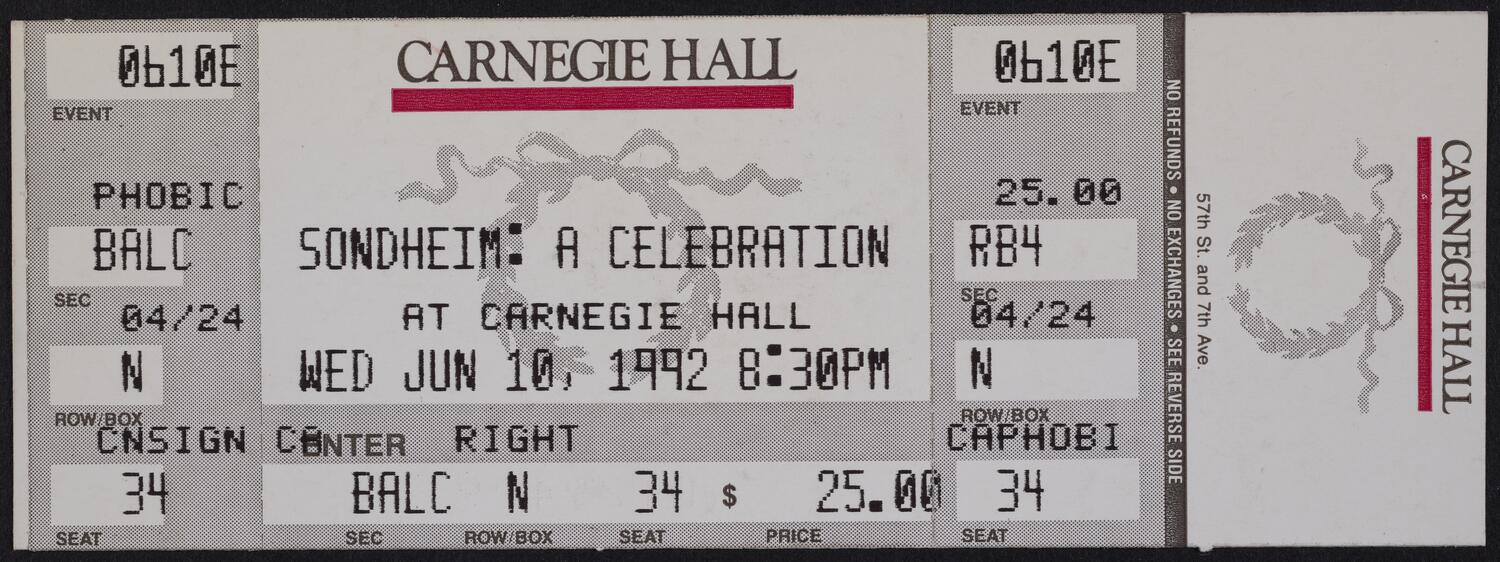 0610E
EVENT
PHOBIC
BALC
SEC
04/24
N
ROW/BOX
CNSIGN
34
SEAT
CARNEGIE HALL
SONDHEIM: A CELEBRATION
AT CARNEGIE HALL
WED JUN 10, 1992 8:30PM
RIGHT
BALC N 34 $ 25.00
SEC ROW/BOX SEAT PRICE
0610E
EVENT
25.00
RB4
SEC
04/24
N
ROW/BOX
CAPHOBI
34
SEAT
NO REFUNDS • NO EXCHANGES • SEE REVERSE SIDE
57th St. and 7th Ave.
CARNEGIE HALL